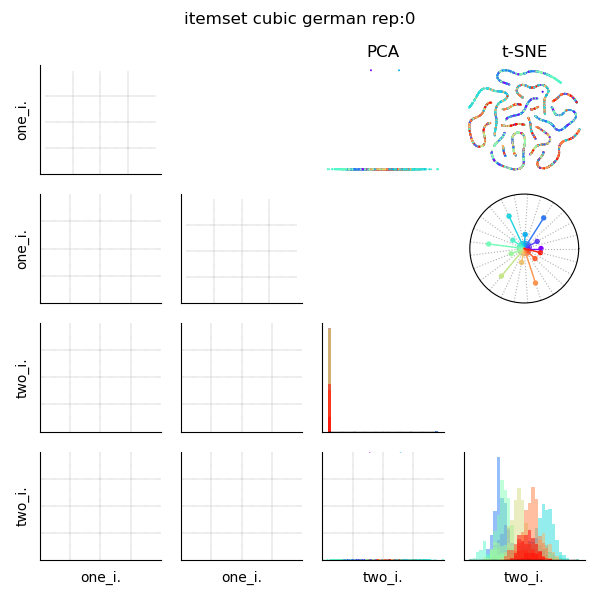 itemset cubic german rep:0
PCA
t-SNE
one_i.
one_i.
two_i.
two_i.
one_i.
one_i.
two_i.
two_i.